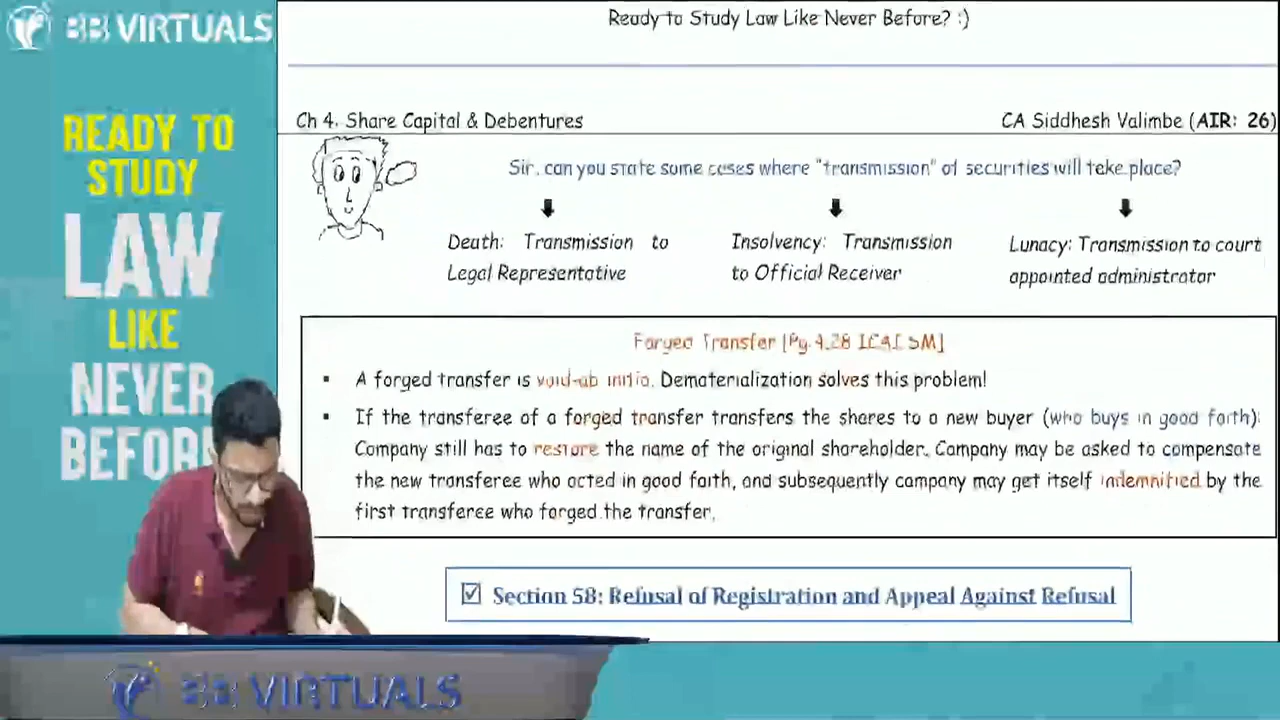 BB VIRTUALS
READY TO
STUDY
LAW
LIKE
NEVER
BEFOR
Ready to Study Law Like Never Before? :)
Ch 4. Share Capital & Debentures
CA Siddhesh Valimbe (AIR: 26)
Sir, can you state some cases where "transmission" of securities will take place?
Death: Transmission to
Legal Representative
Insolvency: Transmission
to Official Receiver
Lunacy: Transmission to court
appointed administrator
Forged Transfer [Pg 4.28 ICAI SM]
▪ A forged transfer is void-ab initio. Dematerialization solves this problem!
▪ If the transferee of a forged transfer transfers the shares to a new buyer (who buys in good faith):
Company still has to restore the name of the original shareholder. Company may be asked to compensate
the new transferee who acted in good faith, and subsequently company may get itself indemnified by the
first transferee who forged the transfer.
☑ Section 58: Refusal of Registration and Appeal Against Refusal
BB VIRTUALS